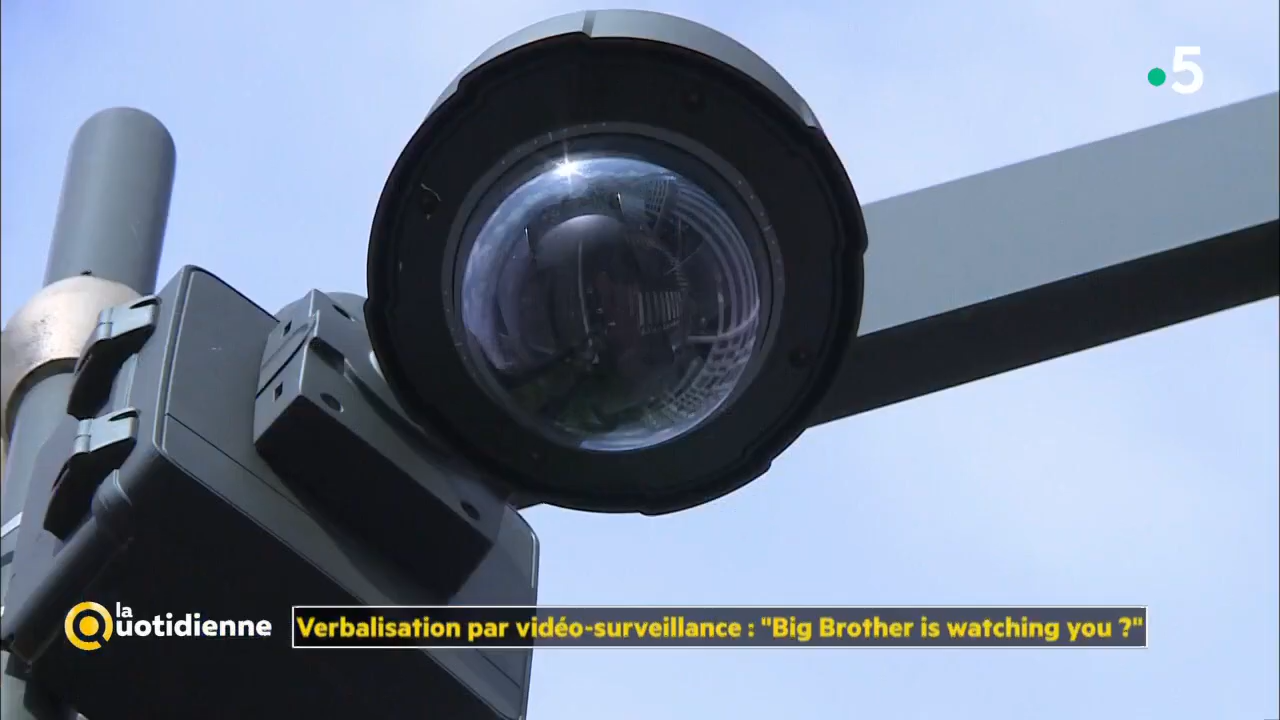 5
la
Quotidienne
Verbalisation par vidéo-surveillance : "Big Brother is watching you ?"